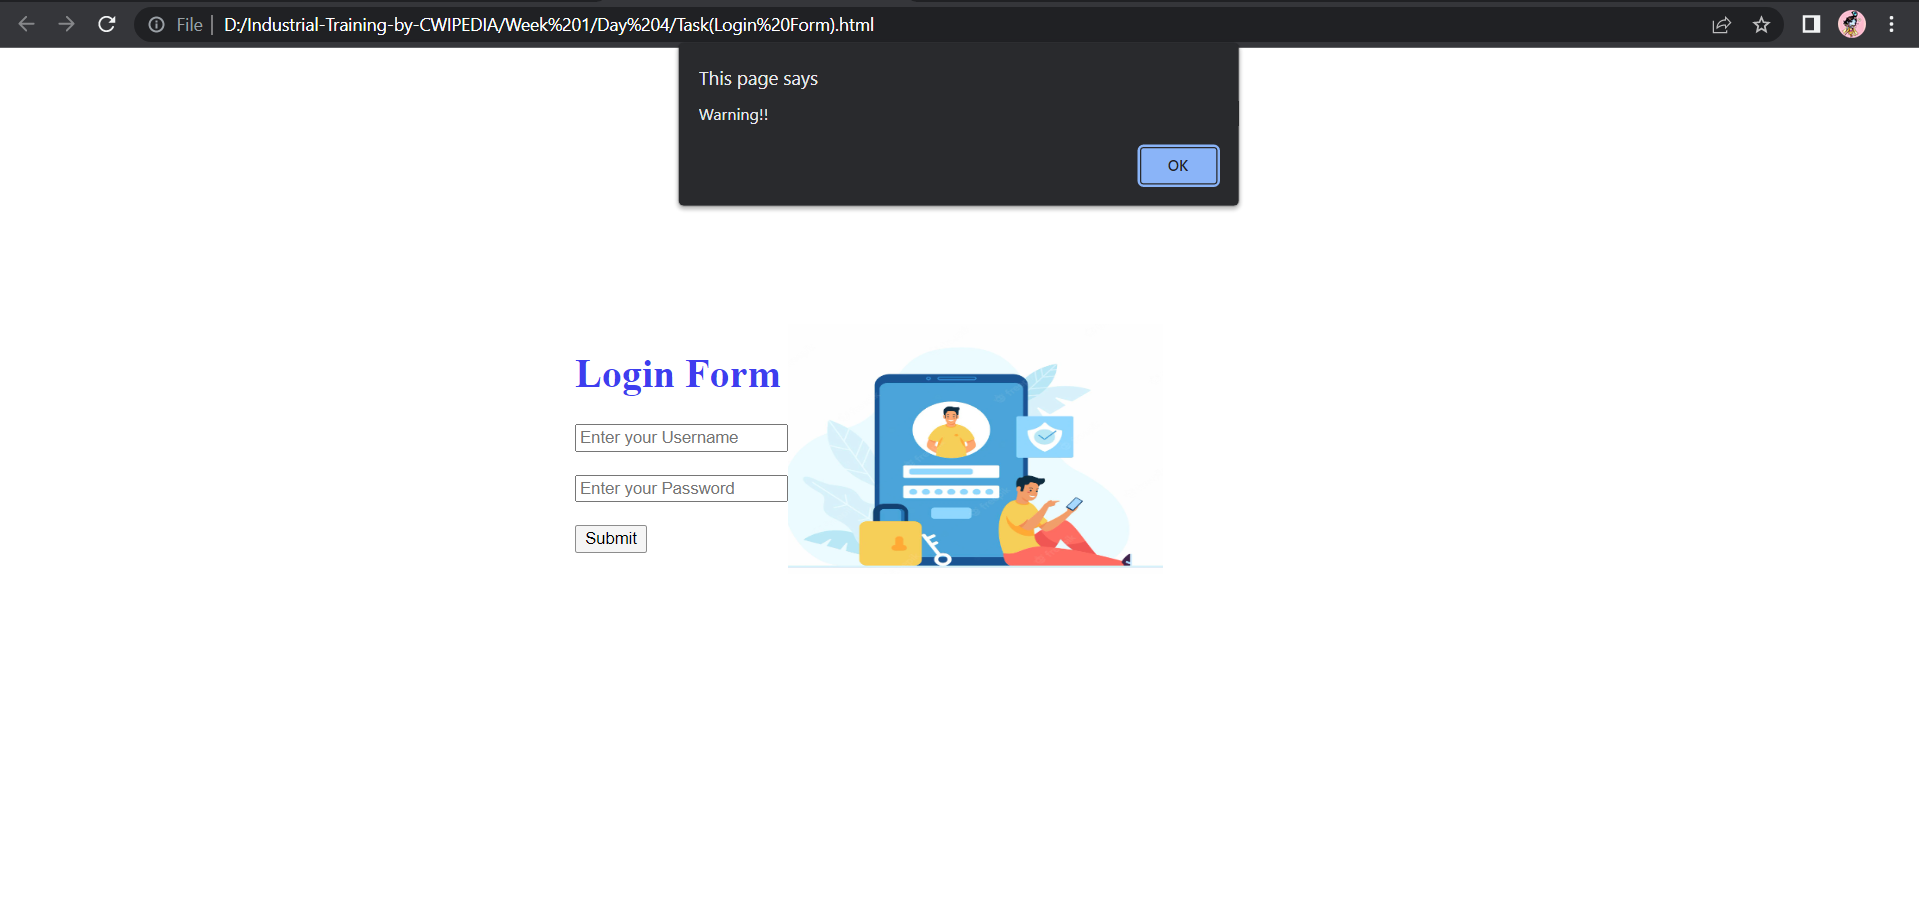 File | D:/Industrial-Training-by-CWIPEDIA/Week%201/Day%204/Task(Login%20Form).html
This page says
Warning!!
OK
Login Form
Enter your Username
Enter your Password
Submit